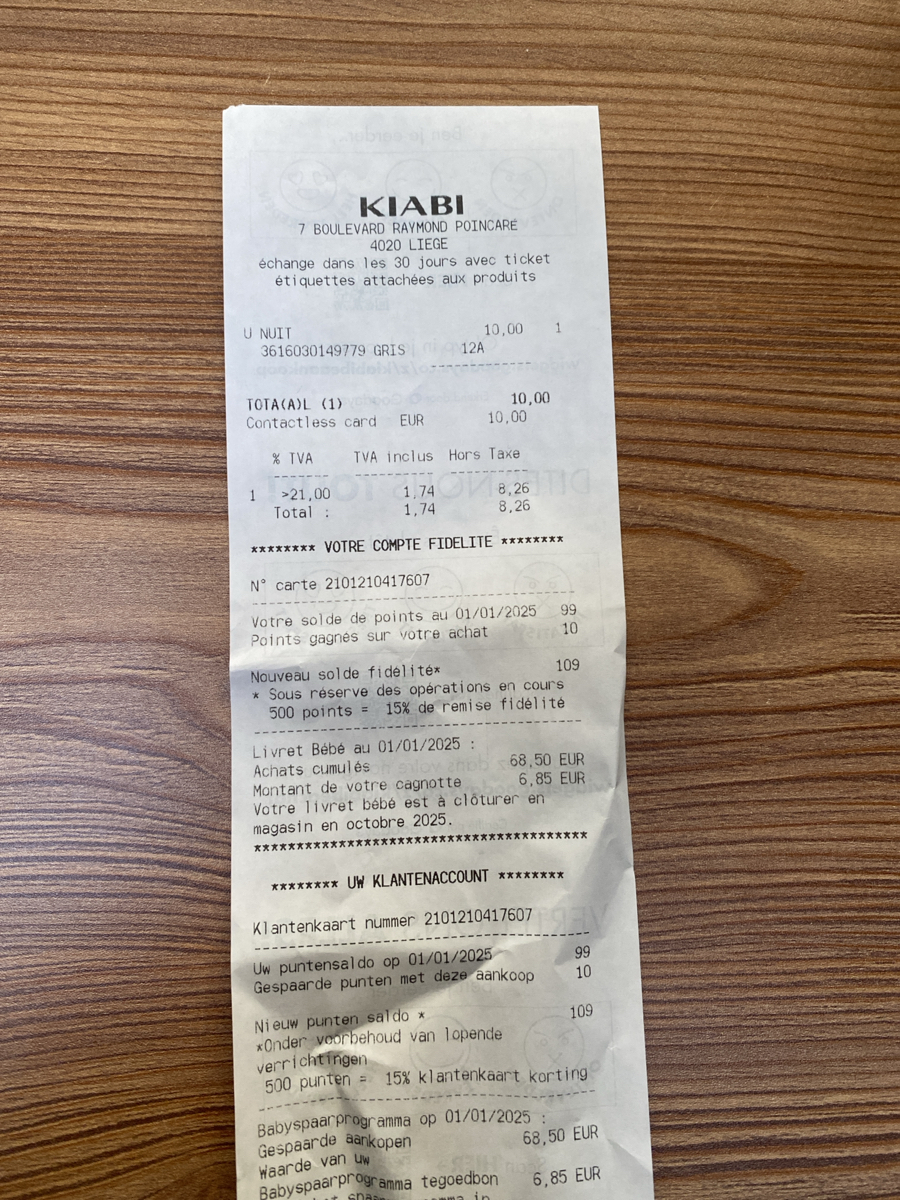 KIABI
7 BOULEVARD RAYMOND POINCARE
4020 LIEGE
échange dans les 30 jours avec ticket
étiquettes attachées aux produits
U NUIT 10,00 1
3616030149779 GRIS 12A
TOTA(A)L (1) 10,00
Contactless card EUR 10,00
% TVA TVA inclus Hors Taxe
1 >21,00 1,74 8,26
Total : 1,74 8,26
******** VOTRE COMPTE FIDELITE ********
N° carte 2101210417607
Votre solde de points au 01/01/2025 99
Points gagnés sur votre achat 10
Nouveau solde fidélité* 109
* Sous réserve des opérations en cours
500 points = 15% de remise fidélité
Livret Bébé au 01/01/2025 :
Achats cumulés 68,50 EUR
Montant de votre cagnotte 6,85 EUR
Votre livret bébé est à clôturer en
magasin en octobre 2025.
****************************************
******** UW KLANTENACCOUNT ********
Klantenkaart nummer 2101210417607
Uw puntensaldo op 01/01/2025 99
Gespaarde punten met deze aankoop 10
Nieuw punten saldo * 109
*Onder voorbehoud van lopende
verrichtingen
500 punten = 15% klantenkaart korting
Babyspaarprogramma op 01/01/2025 :
Gespaarde aankopen 68,50 EUR
Waarde van uw
Babyspaarprogramma tegoedbon 6,85 EUR